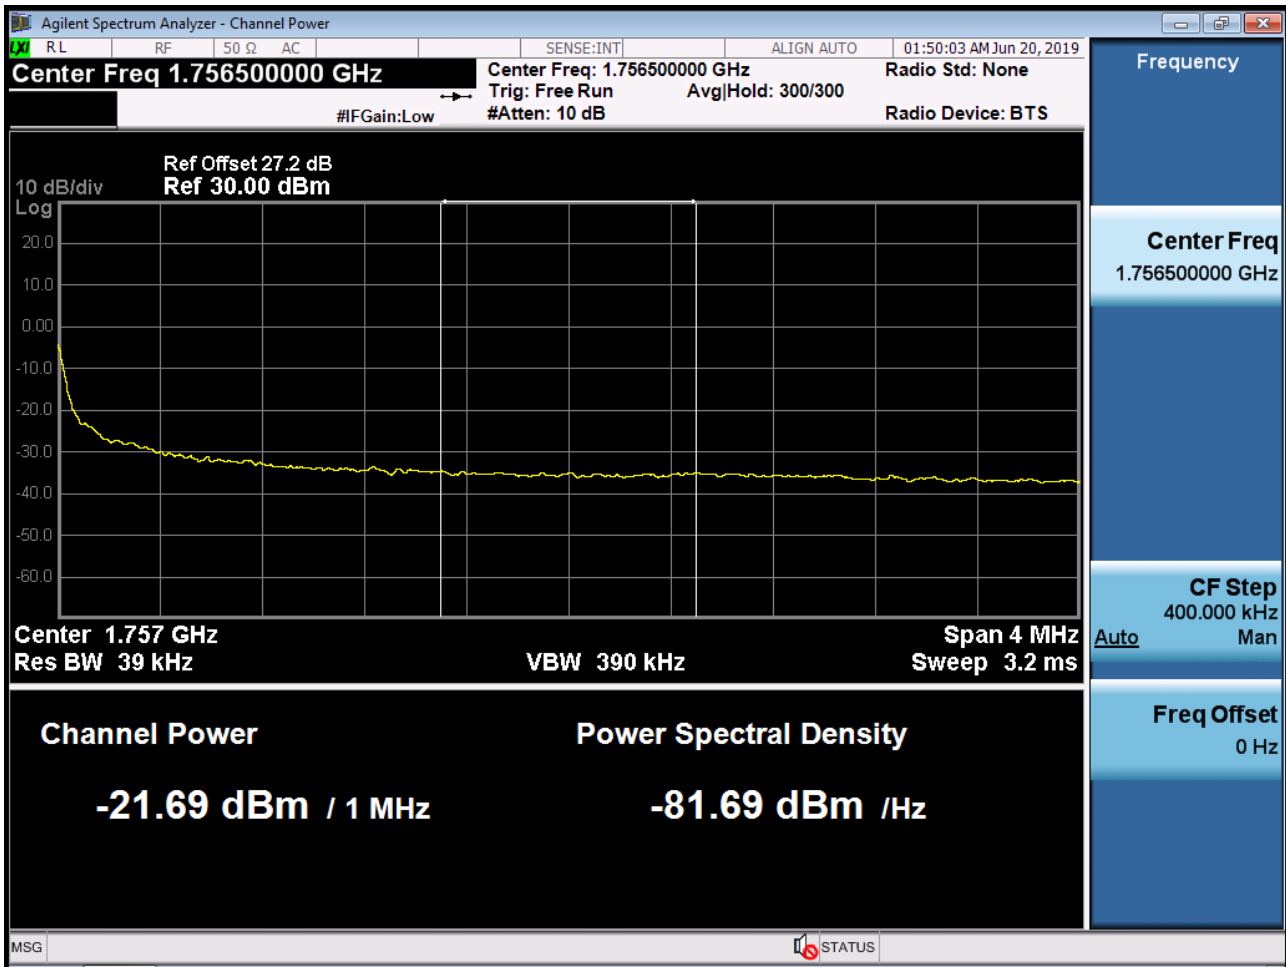 Agilent Spectrum Analyzer - Channel Power
LXI RL RF 50 Ω AC SENSE:INT ALIGN AUTO 01:50:03 AM Jun 20, 2019
Center Freq 1.756500000 GHz
Center Freq: 1.756500000 GHz Radio Std: None
Trig: Free Run Avg|Hold: 300/300
#IFGain:Low #Atten: 10 dB Radio Device: BTS
Ref Offset 27.2 dB
10 dB/div Ref 30.00 dBm
Log
20.0
10.0
0.00
-10.0
-20.0
-30.0
-40.0
-50.0
-60.0
Center 1.757 GHz Span 4 MHz
Res BW 39 kHz VBW 390 kHz Sweep 3.2 ms
Channel Power Power Spectral Density
-21.69 dBm / 1 MHz -81.69 dBm /Hz
Frequency
Center Freq
1.756500000 GHz
CF Step
400.000 kHz
Auto Man
Freq Offset
0 Hz
MSG STATUS